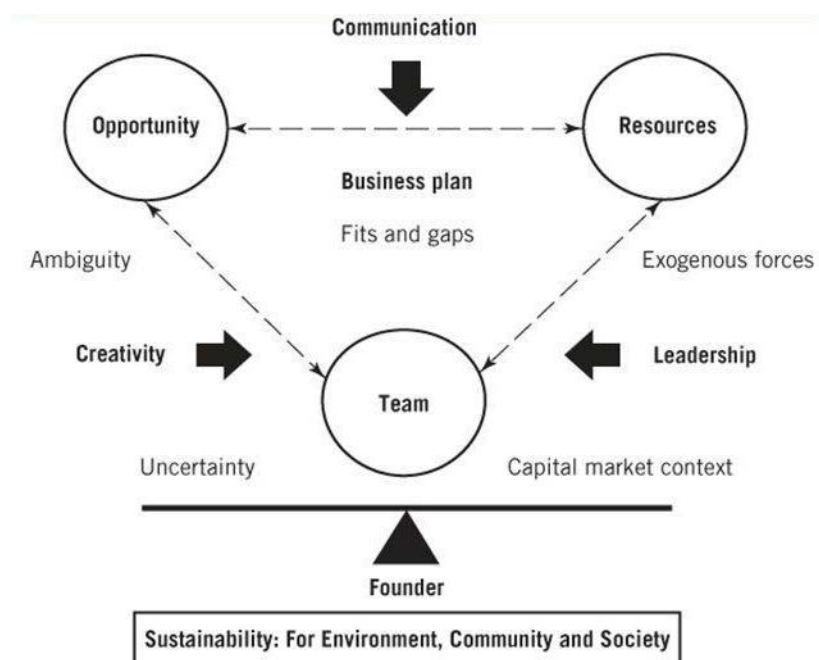 Communication
Opportunity
Resources
Business plan
Fits and gaps
Ambiguity
Exogenous forces
Creativity
Leadership
Team
Uncertainty
Capital market context
Founder
Sustainability: For Environment, Community and Society